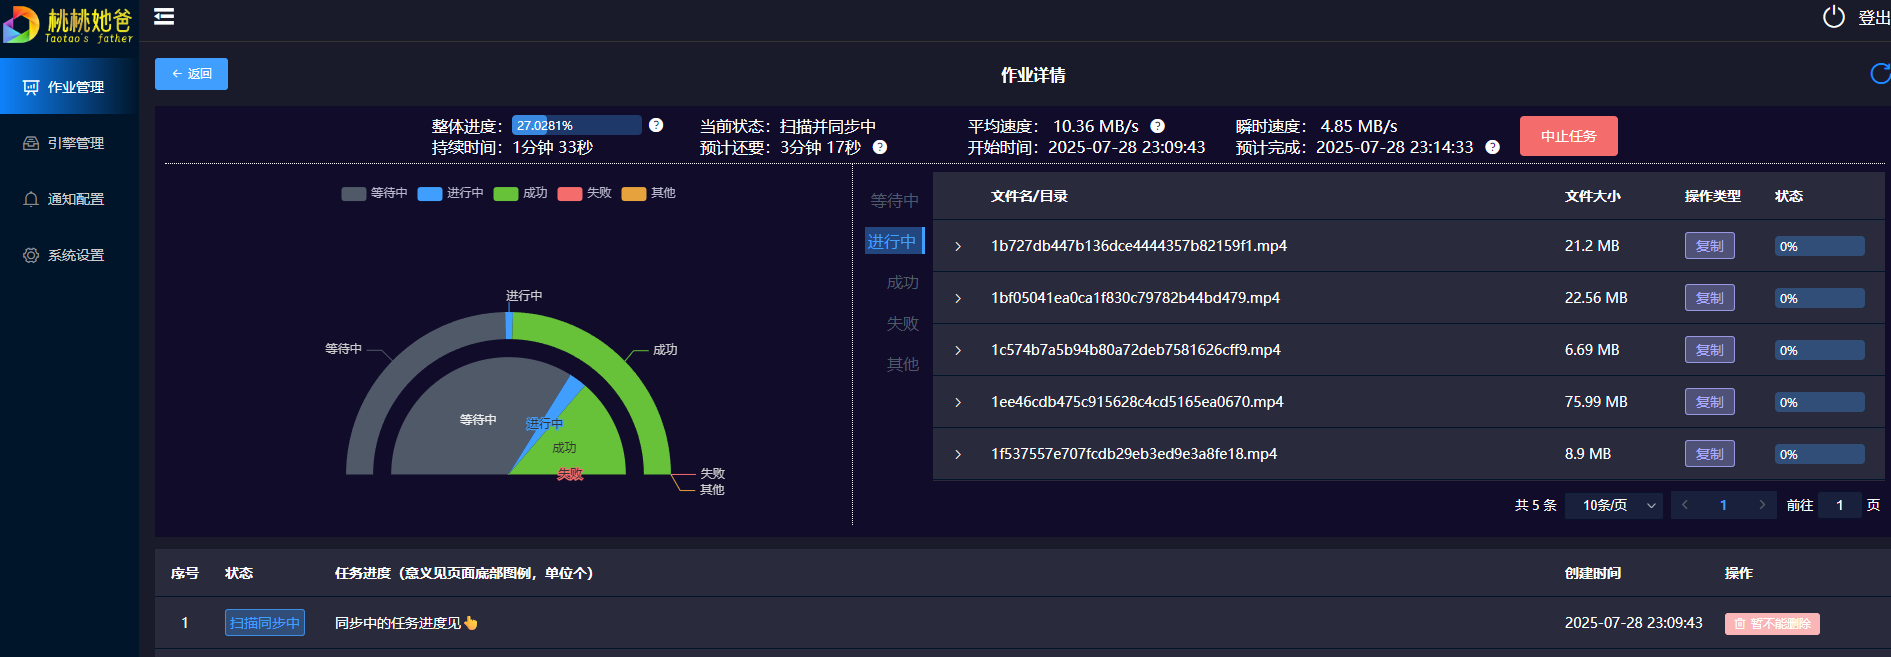 桃桃她爸
Taotao's father
登出
作业管理
引擎管理
通知配置
系统设置
返回
作业详情
整体进度： 27.0281%
当前状态：扫描并同步中
平均速度： 10.36 MB/s
瞬时速度： 4.85 MB/s
持续时间：1分钟 33秒
预计还要：3分钟 17秒
开始时间：2025-07-28 23:09:43
预计完成：2025-07-28 23:14:33
中止任务
等待中 进行中 成功 失败 其他
进行中
等待中
成功
等待中
进行中
成功
失败
失败
其他
等待中
进行中
成功
失败
其他
文件名/目录 文件大小 操作类型 状态
1b727db447b136dce4444357b82159f1.mp4 21.2 MB 复制 0%
1bf05041ea0ca1f830c79782b44bd479.mp4 22.56 MB 复制 0%
1c574b7a5b94b80a72deb7581626cff9.mp4 6.69 MB 复制 0%
1ee46cdb475c915628c4cd5165ea0670.mp4 75.99 MB 复制 0%
1f537557e707fcdb29eb3ed9e3a8fe18.mp4 8.9 MB 复制 0%
共 5 条 10条/页 1 前往 1 页
序号 状态 任务进度（意义见页面底部图例，单位个） 创建时间 操作
1 扫描同步中 同步中的任务进度见👆 2025-07-28 23:09:43 暂不能删除